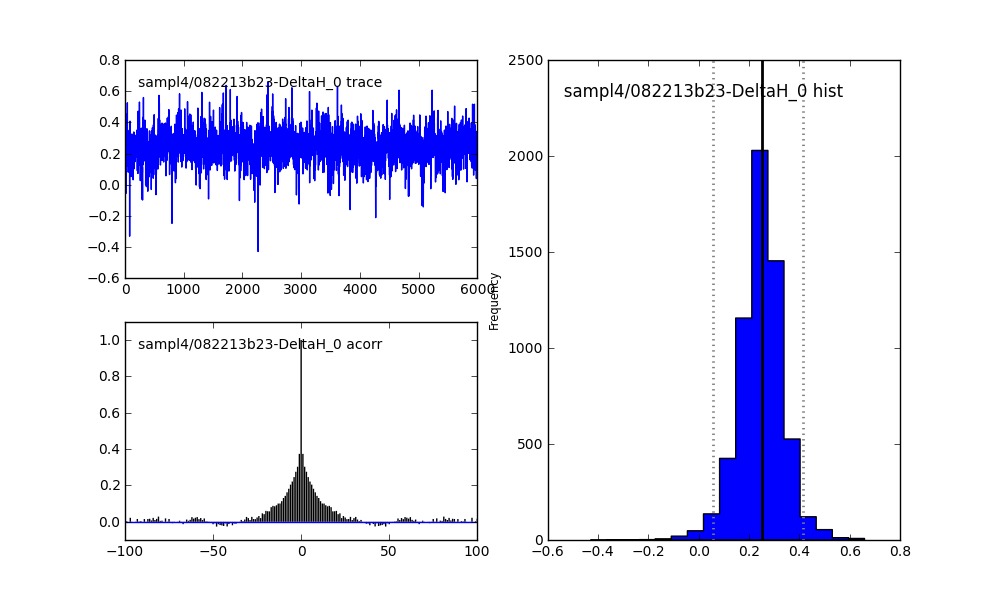 0.8
0.6
0.4
0.2
0.0
−0.2
−0.4
−0.6
sampl4/082213b23-DeltaH_0 trace
0 1000 2000 3000 4000 5000 6000
1.0
0.8
0.6
0.4
0.2
0.0
sampl4/082213b23-DeltaH_0 acorr
−100 −50 0 50 100
Frequency
2500
2000
1500
1000
500
0
sampl4/082213b23-DeltaH_0 hist
−0.6 −0.4 −0.2 0.0 0.2 0.4 0.6 0.8